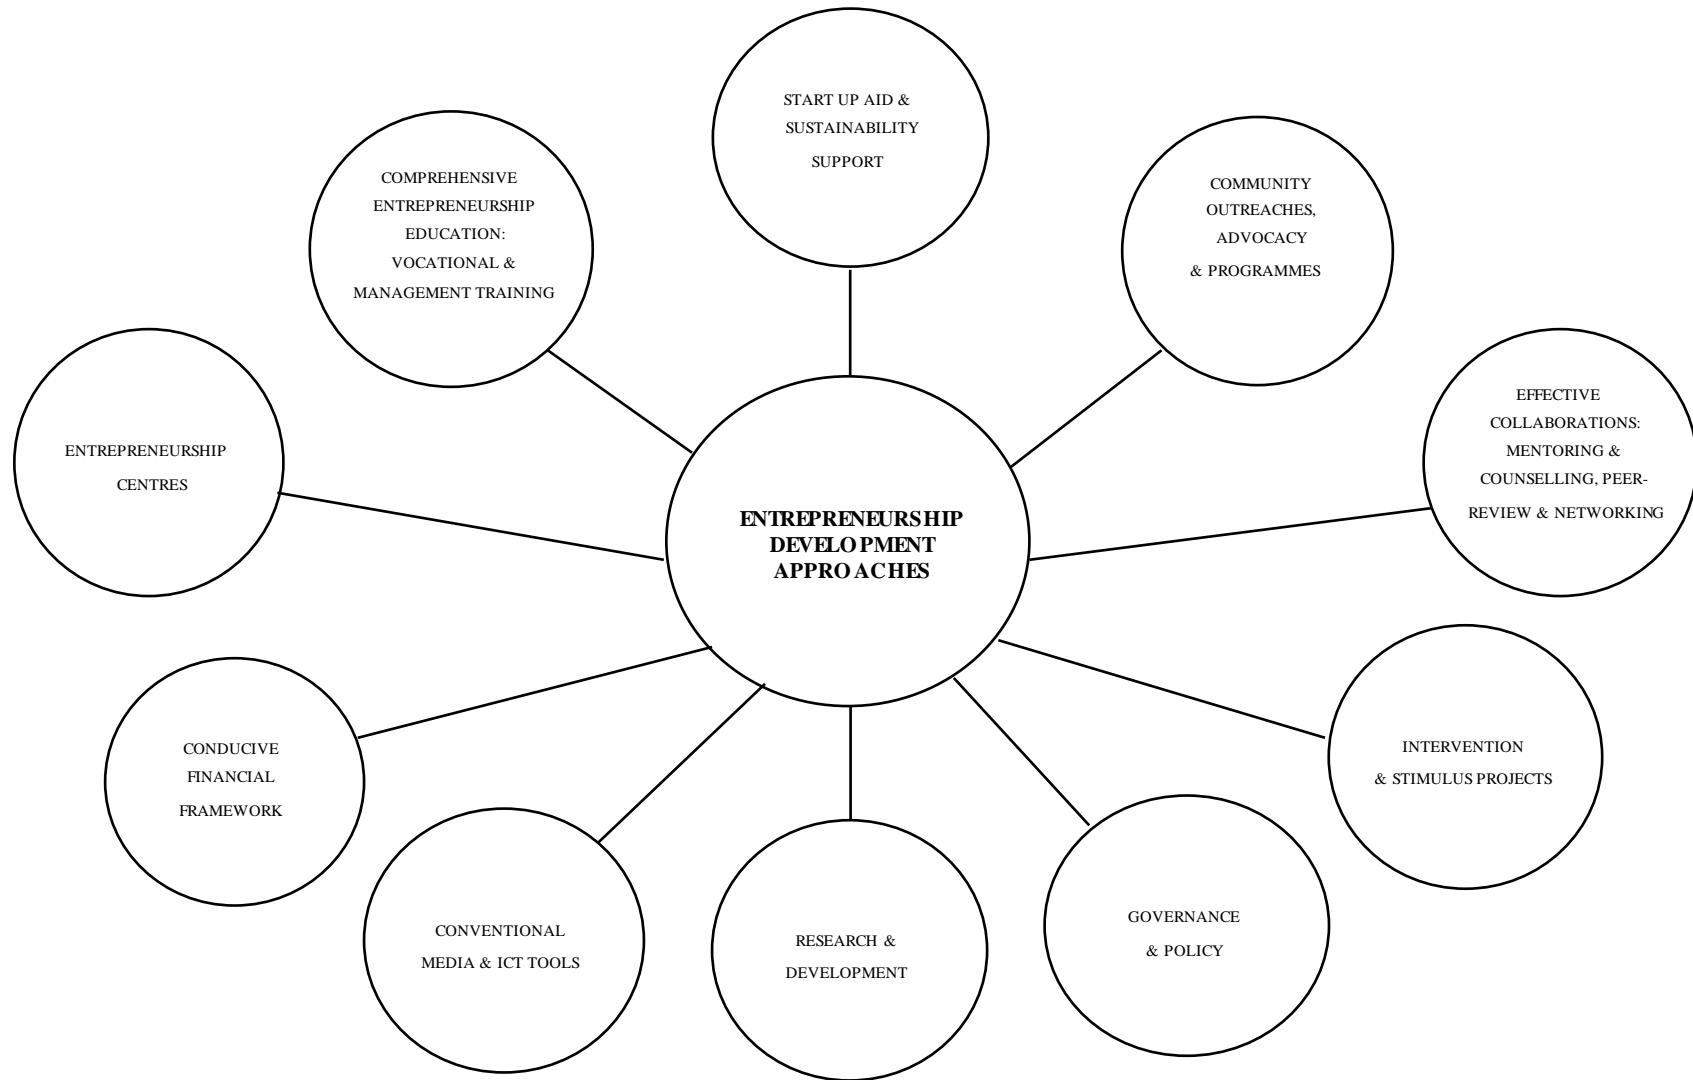 START UP AID &
SUSTAINABILITY
SUPPORT
COMPREHENSIVE
ENTREPRENEURSHIP
EDUCATION:
VOCATIONAL &
MANAGEMENT TRAINING
COMMUNITY
OUTREACHES,
ADVOCACY
& PROGRAMMES
ENTREPRENEURSHIP
CENTRES
EFFECTIVE
COLLABORATIONS:
MENTORING &
COUNSELLING, PEER-
REVIEW & NETWORKING
ENTREPRENEURSHIP
DEVELOPMENT
APPROACHES
CONDUCIVE
FINANCIAL
FRAMEWORK
INTERVENTION
& STIMULUS PROJECTS
CONVENTIONAL
MEDIA & ICT TOOLS
RESEARCH &
DEVELOPMENT
GOVERNANCE
& POLICY